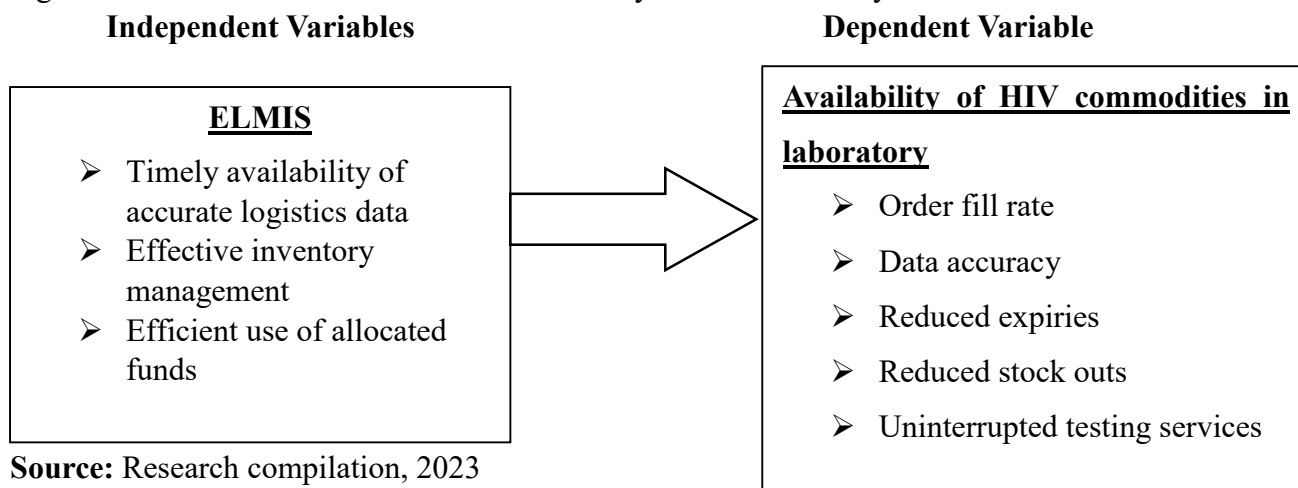 Independent Variables
Dependent Variable
ELMIS
➢ Timely availability of
accurate logistics data
➢ Effective inventory
management
➢ Efficient use of allocated
funds
Availability of HIV commodities in
laboratory
➢ Order fill rate
➢ Data accuracy
➢ Reduced expiries
➢ Reduced stock outs
➢ Uninterrupted testing services
Source: Research compilation, 2023